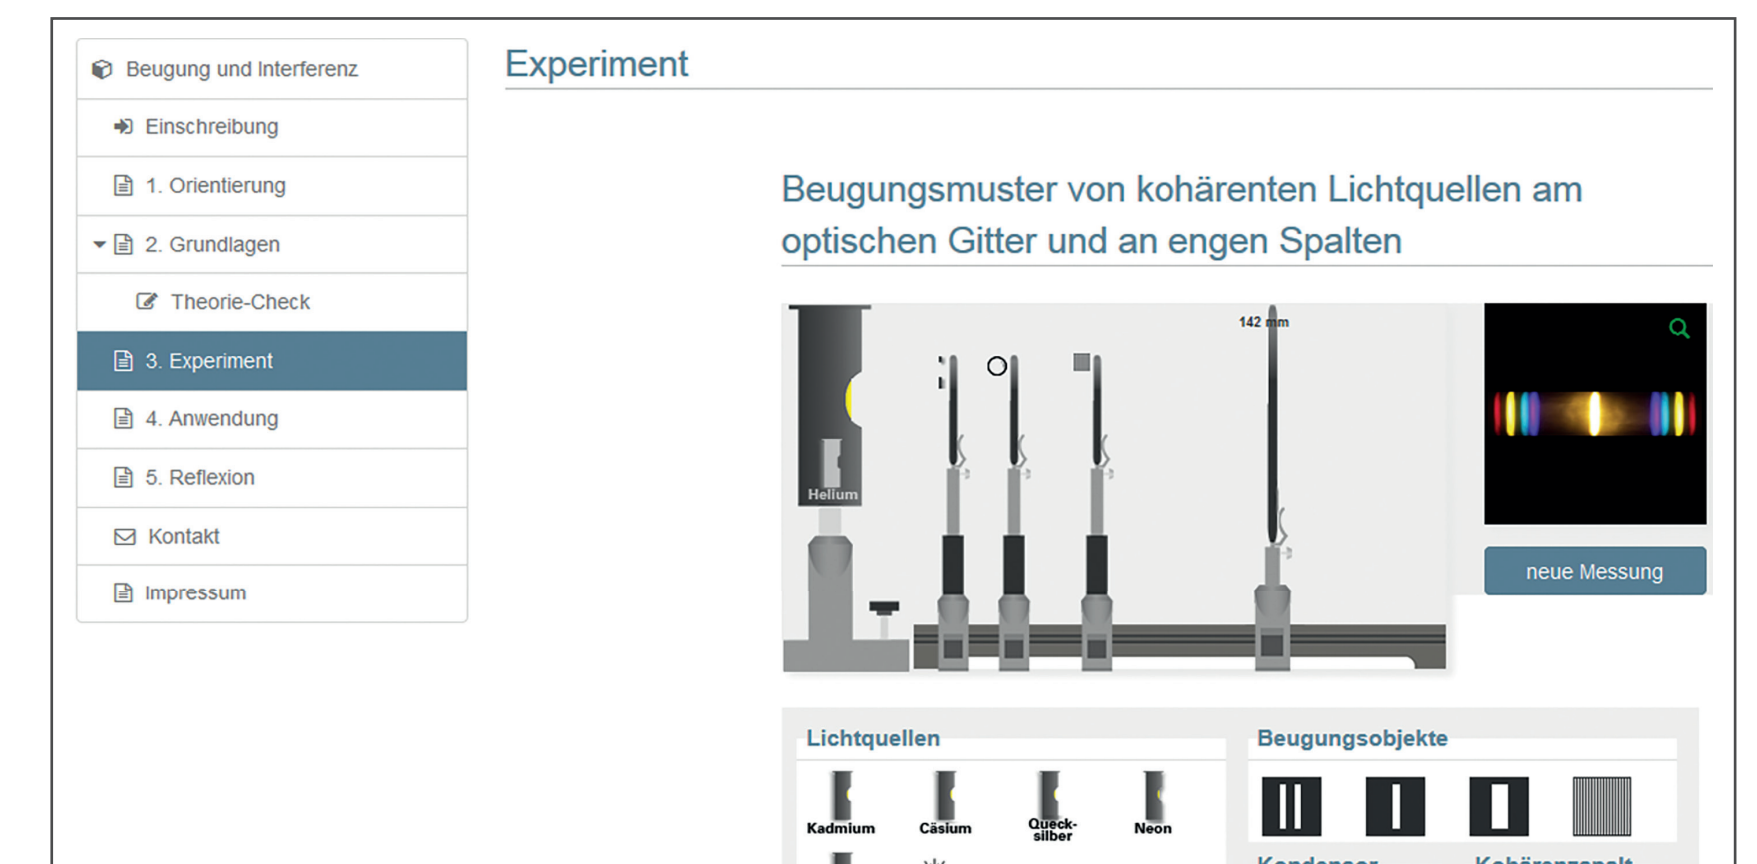 Beugung und Interferenz
Einschreibung
1. Orientierung
2. Grundlagen
Theorie-Check
3. Experiment
4. Anwendung
5. Reflexion
Kontakt
Impressum
Experiment
Beugungsmuster von kohärenten Lichtquellen am
optischen Gitter und an engen Spalten
142 mm
Helium
neue Messung
Lichtquellen
Kadmium
Cäsium
Queck-
silber
Neon
Beugungsobjekte
Kondensor
Kohärenzspalt